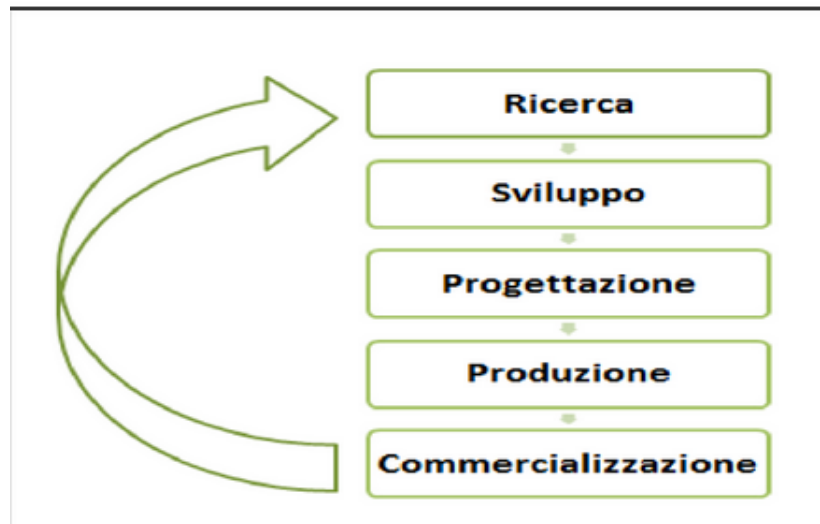 Ricerca
Sviluppo
Progettazione
Produzione
Commercializzazione